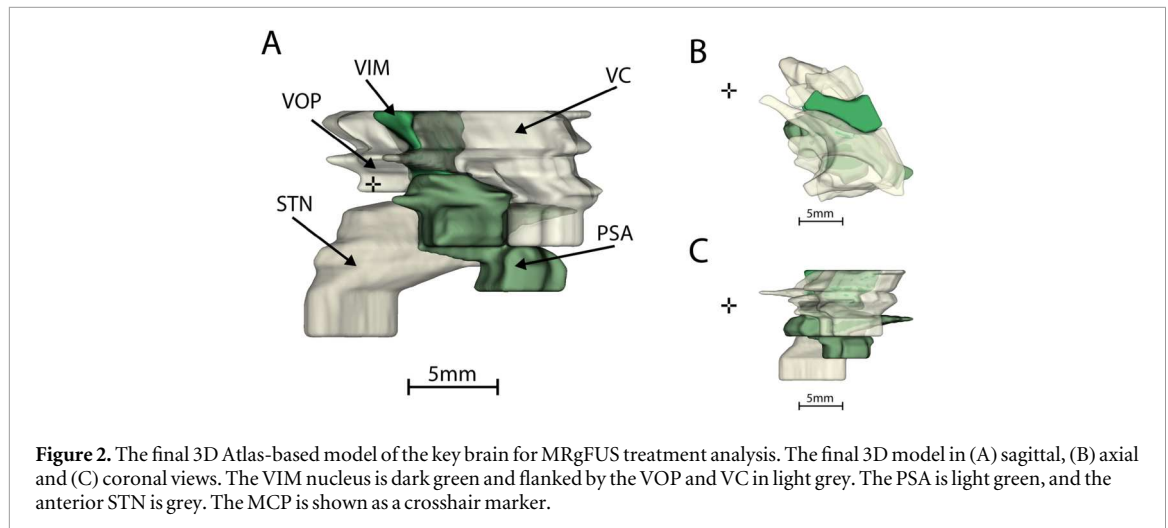 A
VIM
VOP
VC
STN
PSA
5mm
B
5mm
C
5mm
Figure 2. The final 3D Atlas-based model of the key brain for MRgFUS treatment analysis. The final 3D model in (A) sagittal, (B) axial
and (C) coronal views. The VIM nucleus is dark green and flanked by the VOP and VC in light grey. The PSA is light green, and the
anterior STN is grey. The MCP is shown as a crosshair marker.